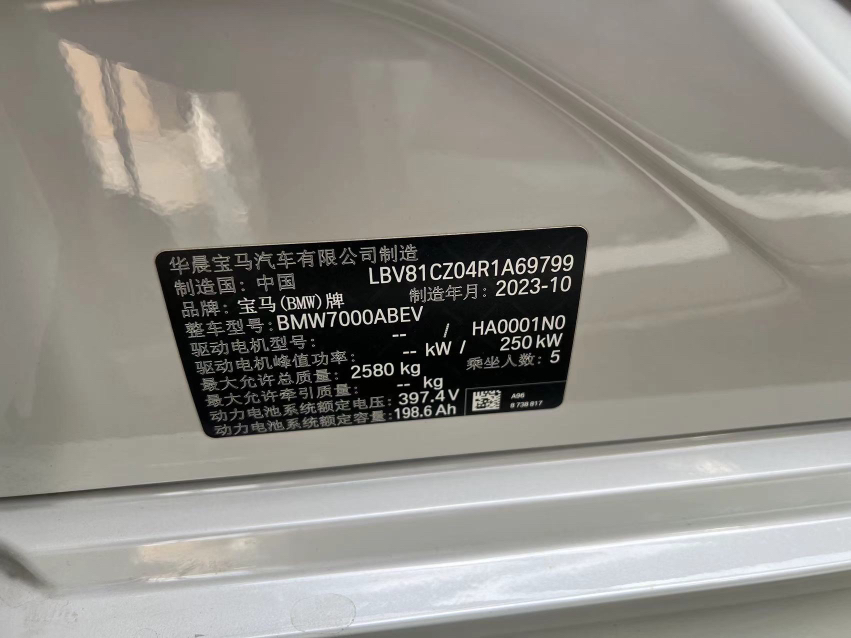 华晨宝马汽车有限公司制造
制造国: 中国 LBV81CZ04R1A69799
品牌: 宝马(BMW)牌 制造年月: 2023-10
整车型号: BMW7000ABEV
驱动电机型号: -- / HA0001N0
驱动电机峰值功率: -- kW / 250 kW
最大允许总质量: 2580 kg 乘坐人数: 5
最大允许牵引质量: -- kg
动力电池系统额定电压: 397.4 V
动力电池系统额定容量: 198.6 Ah
A96
8 738 817